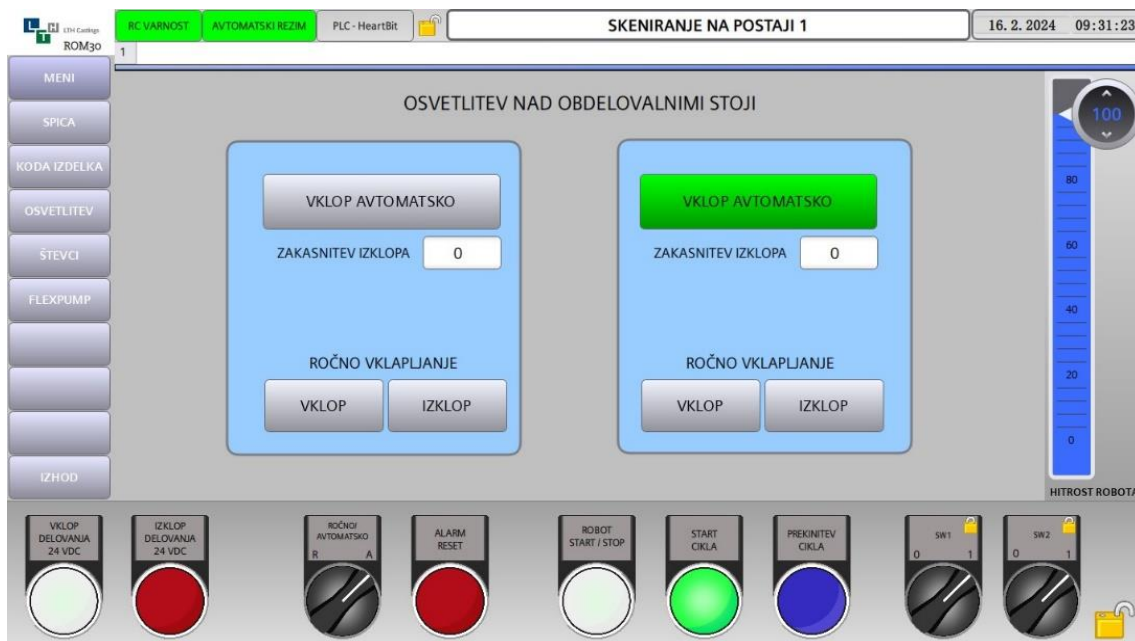 LTH Castings
ROM30
RC VARNOST
AVTOMATSKI REZIM
PLC - HeartBit
SKENIRANJE NA POSTAJI 1
16. 2. 2024 09:31:23
1
MENI
SPICA
KODA IZDELKA
OSVETLITEV
ŠTEVCI
FLEXPUMP
IZHOD
OSVETLITEV NAD OBDELOVALNIMI STOJI
VKLOP AVTOMATSKO
ZAKASNITEV IZKLOPA 0
ROČNO VKLAPLJANJE
VKLOP IZKLOP
VKLOP AVTOMATSKO
ZAKASNITEV IZKLOPA 0
ROČNO VKLAPLJANJE
VKLOP IZKLOP
100
80
60
40
20
0
HITROST ROBOTA
VKLOP
DELOVANJA
24 VDC
IZKLOP
DELOVANJA
24 VDC
ROČNO/
AVTOMATSKO
R A
ALARM
RESET
ROBOT
START / STOP
START
CIKLA
PREKINITEV
CIKLA
SW1
0 1
SW2
0 1